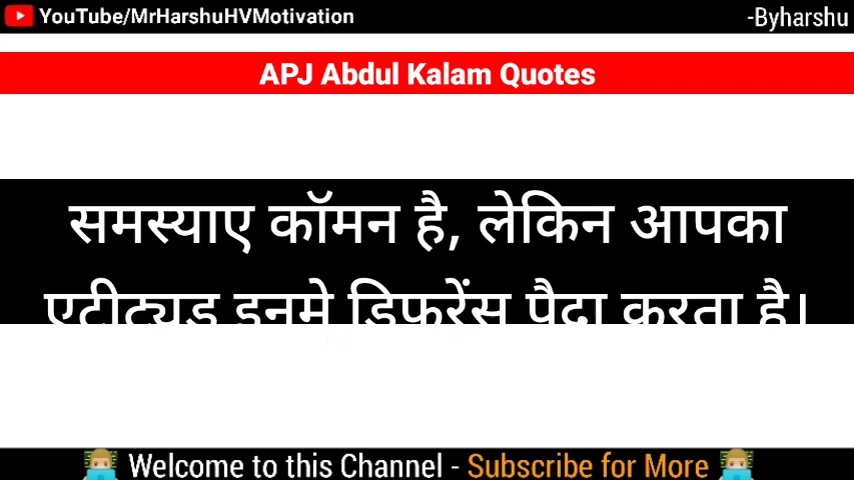 YouTube/MrHarshuHVMotivation
-Byharshu
APJ Abdul Kalam Quotes
समस्याए कॉमन है, लेकिन आपका
एटीट्यूड इनमे डिफरेंस पैदा करता है।
Welcome to this Channel - Subscribe for More